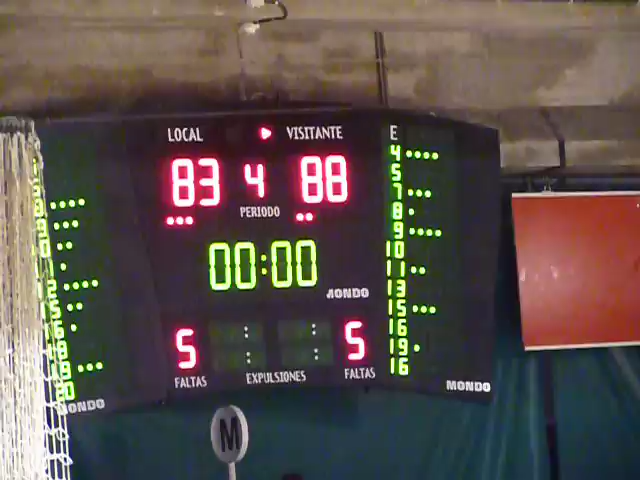 LOCAL VISITANTE
83 4 88
PERIODO
00:00
MONDO
5 : : 5
: :
FALTAS EXPULSIONES FALTAS
E
4
5
7
8
9
10
11
13
15
16
19
16
MONDO
MONDO
M